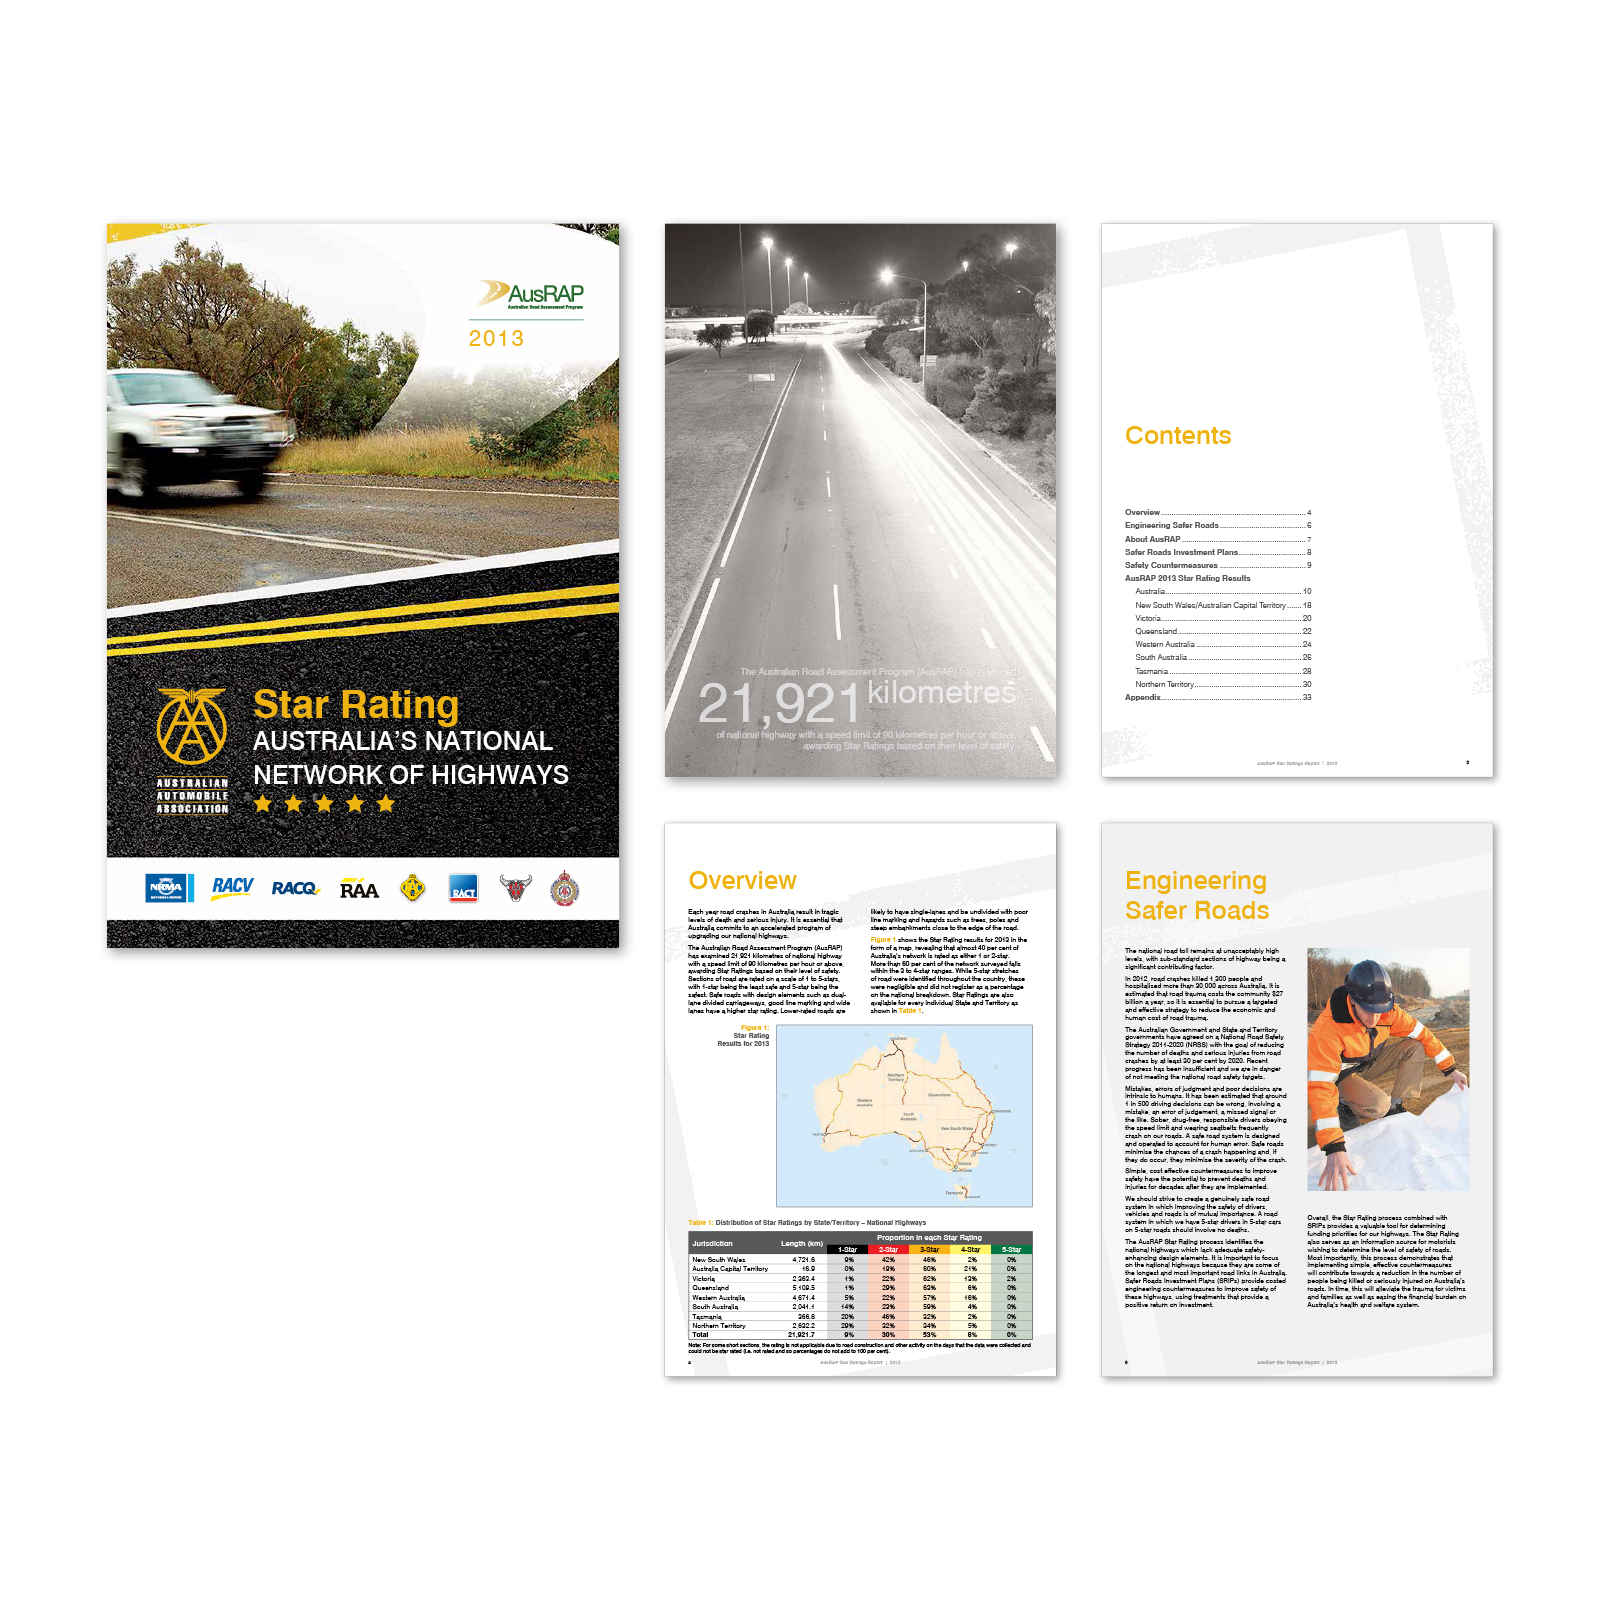 AusRAP
Australian Road Assessment Program
2013
Star Rating
AUSTRALIA'S NATIONAL
NETWORK OF HIGHWAYS
AUSTRALIAN
AUTOMOBILE
ASSOCIATION
NRMA
RACV
RACQ
RAA
RAC
RACT
The Australian Road Assessment Program (AusRAP) has examined
21,921 kilometres
of national highway with a speed limit of 90 kilometres per hour or above,
awarding Star Ratings based on their level of safety.
Contents
Overview 4
Engineering Safer Roads 6
About AusRAP 7
Safer Roads Investment Plans 8
Safety Countermeasures 9
AusRAP 2013 Star Rating Results
Australia 10
New South Wales/Australian Capital Territory 18
Victoria 20
Queensland 22
Western Australia 24
South Australia 26
Tasmania 28
Northern Territory 30
Appendix 33
AusRAP Star Ratings Report | 2013
3
Overview
Each year road crashes in Australia result in tragic
levels of death and serious injury. It is essential that
Australia commits to an accelerated program of
upgrading our national highways.
The Australian Road Assessment Program (AusRAP)
has examined 21,921 kilometres of national highway
with a speed limit of 90 kilometres per hour or above,
awarding Star Ratings based on their level of safety.
Sections of road are rated on a scale of 1 to 5-stars,
with 1-star being the least safe and 5-star being the
safest. Safe roads with design elements such as dual-
lane divided carriageways, good line marking and wide
lanes have a higher star rating. Lower-rated roads are
likely to have single-lanes and be undivided with poor
line marking and hazards such as trees, poles and
steep embankments close to the edge of the road.
Figure 1 shows the Star Rating results for 2013 in the
form of a map, revealing that almost 40 per cent of
Australia's network is rated as either 1 or 2-star.
More than 60 per cent of the network surveyed falls
within the 3 to 4-star ranges. While 5-star stretches
of road were identified throughout the country, these
were negligible and did not register as a percentage
on the national breakdown. Star Ratings are also
available for every individual State and Territory as
shown in Table 1.
Figure 1:
Star Rating
Results for 2013
Northern
Territory
Queensland
Western
Australia
South
Australia
New South Wales
Victoria
Tasmania
Table 1: Distribution of Star Ratings by State/Territory – National Highways
Jurisdiction Length (km) Proportion in each Star Rating
1-Star 2-Star 3-Star 4-Star 5-Star
New South Wales 4,721.6 9% 42% 46% 2% 0%
Australia Capital Territory 16.9 0% 19% 60% 21% 0%
Victoria 2,363.4 1% 22% 62% 13% 2%
Queensland 5,109.5 1% 29% 63% 6% 0%
Western Australia 4,671.4 5% 22% 57% 16% 0%
South Australia 2,041.1 14% 23% 59% 4% 0%
Tasmania 366.6 20% 46% 32% 2% 0%
Northern Territory 2,632.2 29% 32% 34% 5% 0%
Total 21,921.7 9% 30% 53% 8% 0%
Note: For some short sections, the rating is not applicable due to road construction and other activity on the days that the data were collected and
could not be star rated (i.e. not rated and so percentages do not add to 100 per cent).
4
AusRAP Star Ratings Report | 2013
Engineering
Safer Roads
The national road toll remains at unacceptably high
levels, with sub-standard sections of highway being a
significant contributing factor.
In 2012, road crashes killed 1,300 people and
hospitalised more than 30,000 across Australia. It is
estimated that road trauma costs the community $27
billion a year, so it is essential to pursue a targeted
and effective strategy to reduce the economic and
human cost of road trauma.
The Australian Government and State and Territory
governments have agreed on a National Road Safety
Strategy 2011-2020 (NRSS) with the goal of reducing
the number of deaths and serious injuries from road
crashes by at least 30 per cent by 2020. Recent
progress has been insufficient and we are in danger
of not meeting the national road safety targets.
Mistakes, errors of judgment and poor decisions are
intrinsic to humans. It has been estimated that around
1 in 500 driving decisions can be wrong, involving a
mistake, an error of judgement, a missed signal or
the like. Sober, drug-free, responsible drivers obeying
the speed limit and wearing seatbelts frequently
crash on our roads. A safe road system is designed
and operated to account for human error. Safe roads
minimise the chances of a crash happening and, if
they do occur, they minimise the severity of the crash.
Simple, cost effective countermeasures to improve
safety have the potential to prevent deaths and
injuries for decades after they are implemented.
We should strive to create a genuinely safe road
system in which improving the safety of drivers,
vehicles and roads is of mutual importance. A road
system in which we have 5-star drivers in 5-star cars
on 5-star roads should involve no deaths.
The AusRAP Star Rating process identifies the
national highways which lack adequate safety-
enhancing design elements. It is important to focus
on the national highways because they are some of
the longest and most important road links in Australia.
Safer Roads Investment Plans (SRIPs) provide costed
engineering countermeasures to improve safety of
these highways, using treatments that provide a
positive return on investment.
Overall, the Star Rating process combined with
SRIPs provides a valuable tool for determining
funding priorities for our highways. The Star Rating
also serves as an information source for motorists
wishing to determine the level of safety of roads.
Most importantly, this process demonstrates that
implementing simple, effective countermeasures
will contribute towards a reduction in the number of
people being killed or seriously injured on Australia's
roads. In time, this will alleviate the trauma for victims
and families as well as easing the financial burden on
Australia's health and welfare system.
6
AusRAP Star Ratings Report | 2013